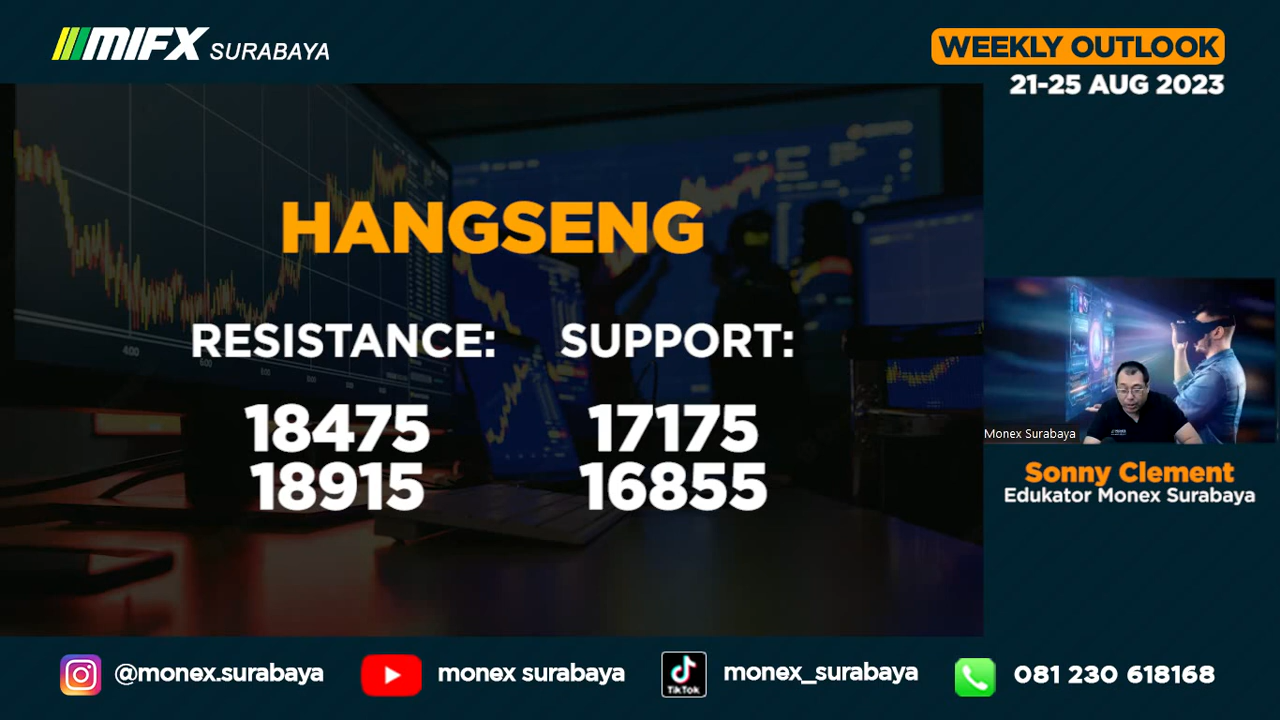 MIFX SURABAYA
WEEKLY OUTLOOK
21-25 AUG 2023
HANGSENG
RESISTANCE:
SUPPORT:
18475
17175
18915
16855
400
Monex Surabaya
Sonny Clement
Edukator Monex Surabaya
@monex.surabaya
monex surabaya
TikTok
monex_surabaya
081 230 618168